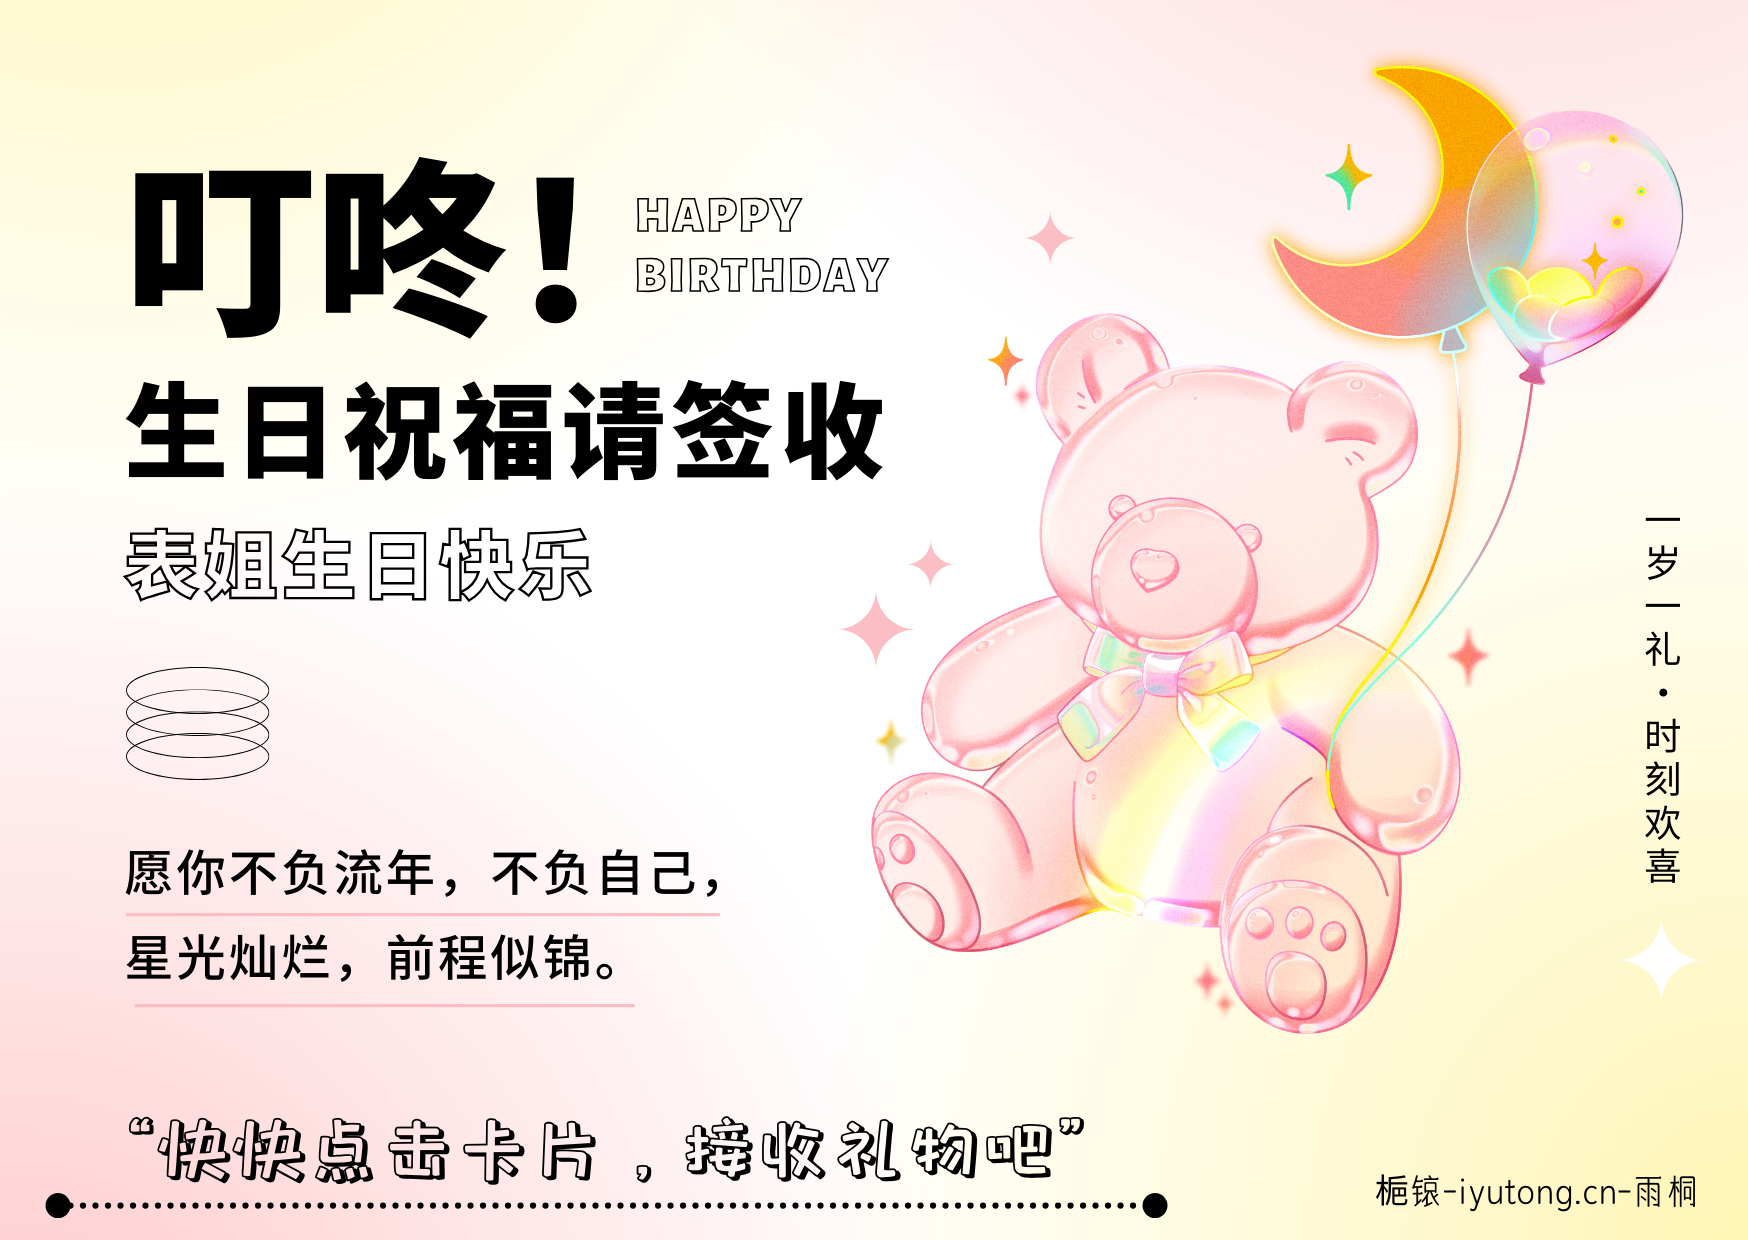 叮咚！
HAPPY
BIRTHDAY
生日祝福请签收
表姐生日快乐
愿你不负流年，不负自己，
星光灿烂，前程似锦。
一岁一礼·时刻欢喜
“快快点击卡片，接收礼物吧”
栀锿-iyutong.cn-雨桐